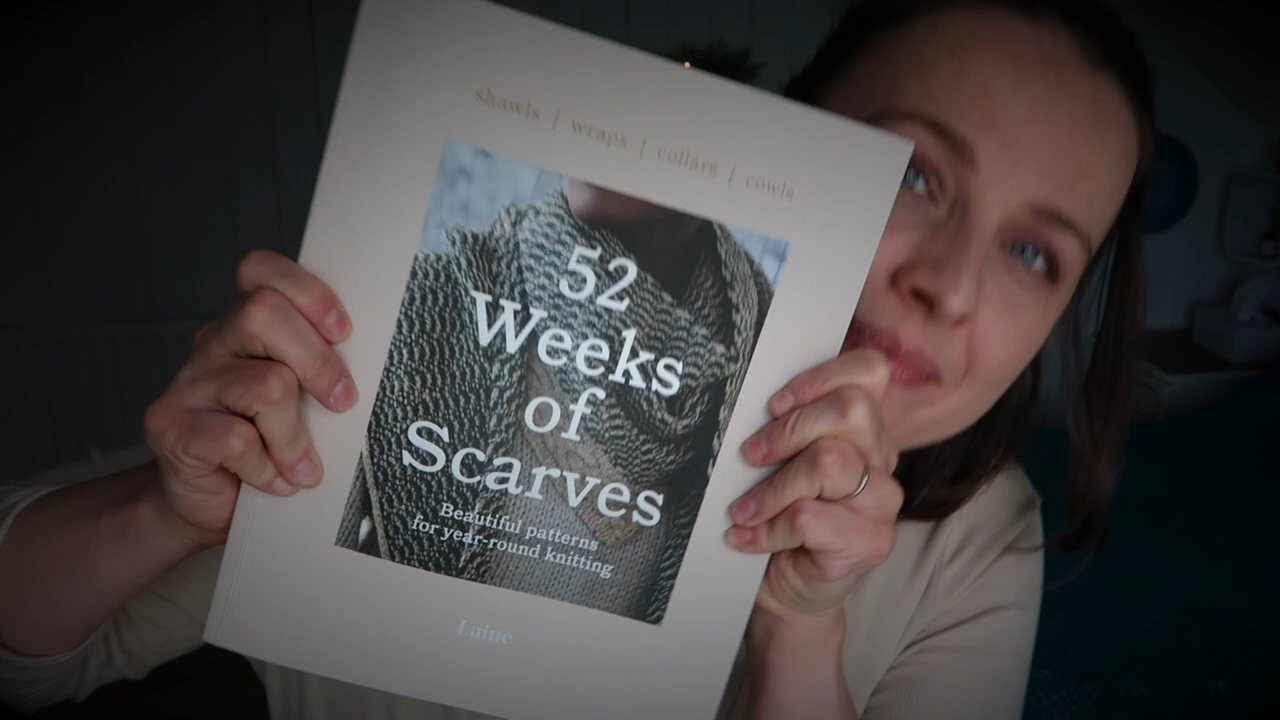 shawls | wraps | collars | cowls
52
Weeks
of
Scarves
Beautiful patterns
for year-round knitting
Laine